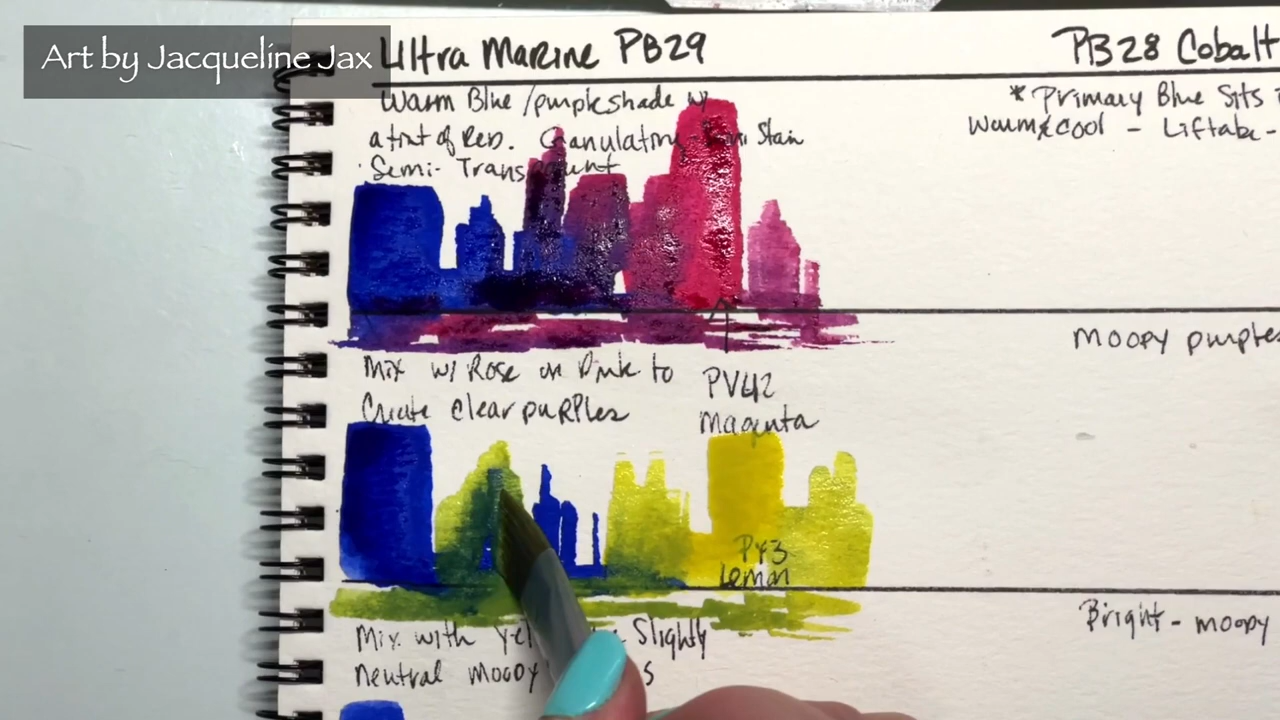 Art by Jacqueline Jax
Ultra Marine PB29
Warm Blue/purple shade w/
a tint of Red. Granulating Stain
Semi-Transparent
Mix w/ Rose or Pink to
Create clear purples
PV42
Magenta
PY3
Lemon
Mix with Slightly
neutral moody
PB28 Cobalt
* Primary Blue Sits
Warm & Cool - Liftable -
Moody purples
Bright - moody